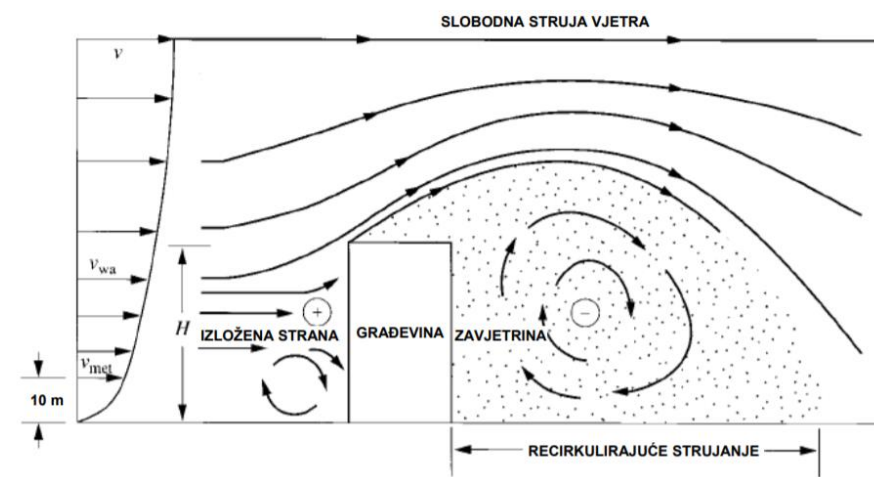 SLOBODNA STRUJA VJETRA
v
v_wa
H
+
−
IZLOŽENA STRANA
GRAĐEVINA
ZAVJETRINA
v_met
10 m
RECIRKULIRAJUĆE STRUJANJE